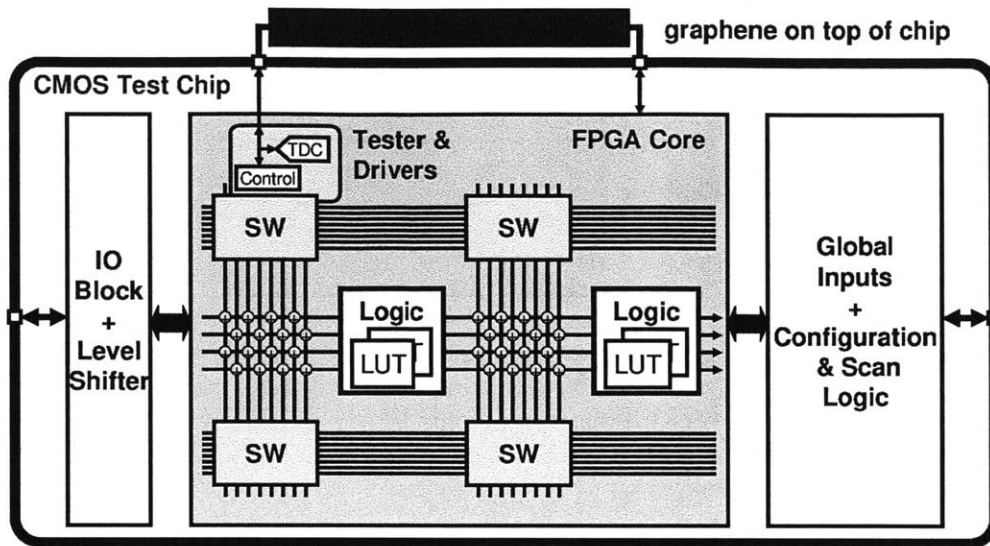 graphene on top of chip
CMOS Test Chip
Tester &
Drivers
FPGA Core
TDC
Control
SW
SW
IO
Block
+
Level
Shifter
Logic
LUT
Logic
LUT
Global
Inputs
+
Configuration
& Scan
Logic
SW
SW